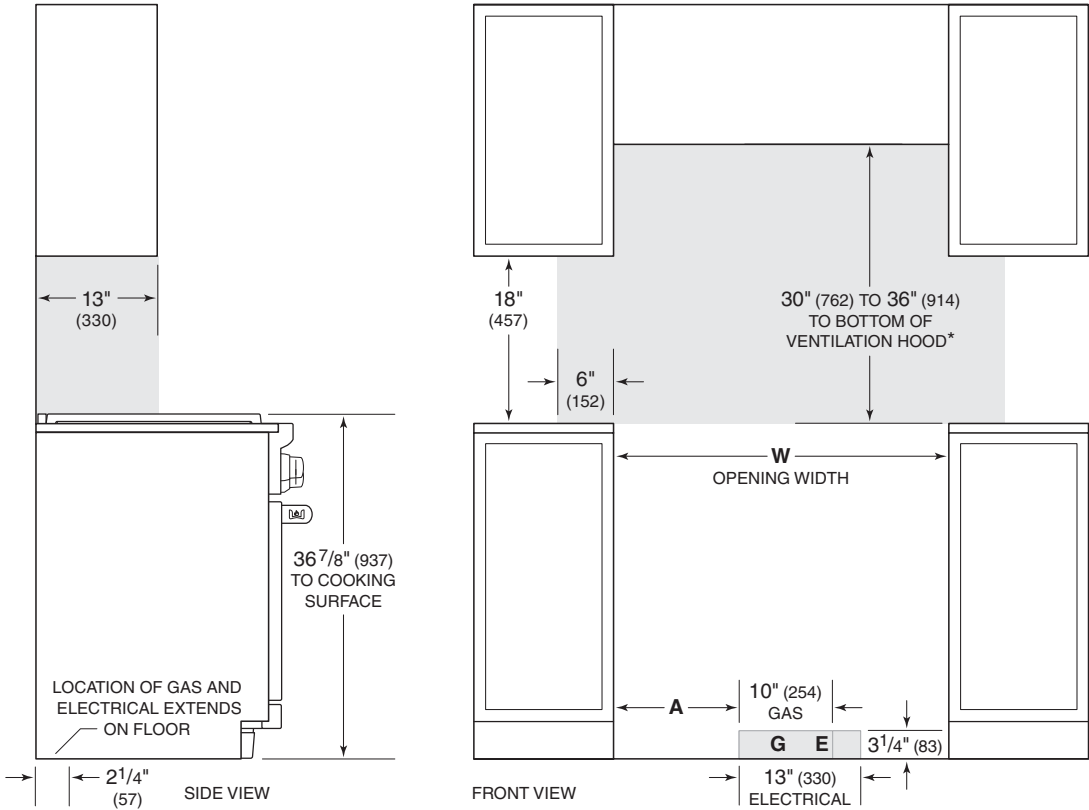 13"
(330)
36 7/8" (937)
TO COOKING
SURFACE
LOCATION OF GAS AND
ELECTRICAL EXTENDS
ON FLOOR
2 1/4"
(57)
SIDE VIEW
18"
(457)
30" (762) TO 36" (914)
TO BOTTOM OF
VENTILATION HOOD*
6"
(152)
W
OPENING WIDTH
A
10" (254)
GAS
G E
3 1/4" (83)
13" (330)
ELECTRICAL
FRONT VIEW